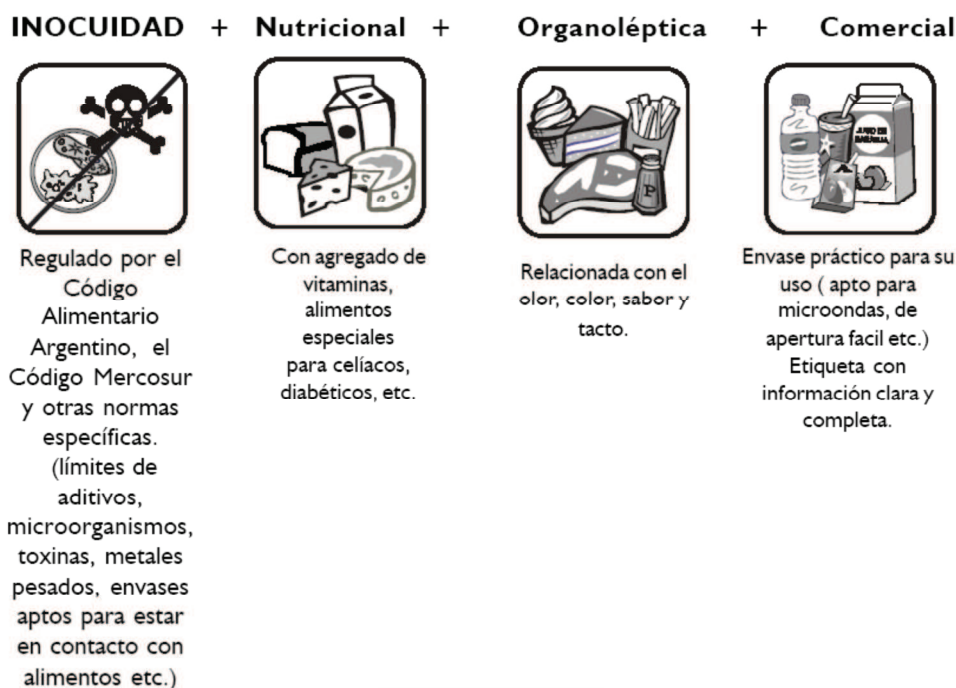 INOCUIDAD + Nutricional + Organoléptica + Comercial
Regulado por el
Código
Alimentario
Argentino, el
Código Mercosur
y otras normas
específicas.
(límites de
aditivos,
microorganismos,
toxinas, metales
pesados, envases
aptos para estar
en contacto con
alimentos etc.)
Con agregado de
vitaminas,
alimentos
especiales
para celíacos,
diabéticos, etc.
P
Relacionada con el
olor, color, sabor y
tacto.
JUGO DE
NARANJA
Envase práctico para su
uso ( apto para
microondas, de
apertura facil etc.)
Etiqueta con
información clara y
completa.